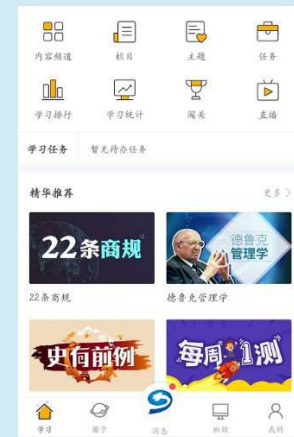 内容频道 栏目 主题 任务
学习排行 学习统计 闯关 直播
学习任务 暂无待办任务
精华推荐 更多
22条商规 德鲁克管理学
22条商规 德鲁克管理学
史有前例 每周1测
学习 圈子 消息 班级 我的